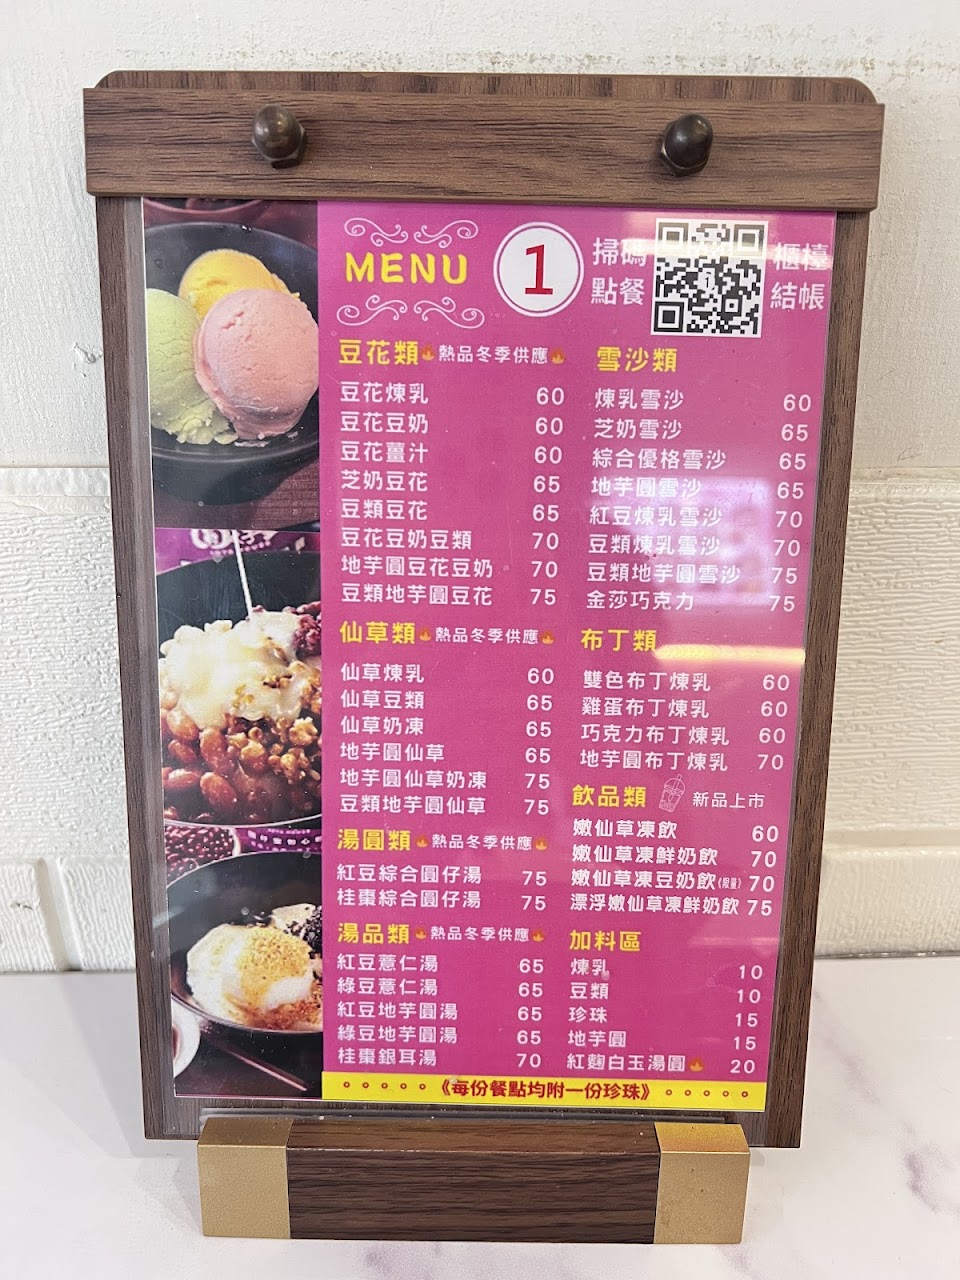 MENU
1
掃碼
點餐
櫃檯
結帳
豆花類 熱品冬季供應
豆花煉乳 60
豆花豆奶 60
豆花薑汁 60
芝奶豆花 65
豆類豆花 65
豆花豆奶豆類 70
地芋圓豆花豆奶 70
豆類地芋圓豆花 75
仙草類 熱品冬季供應
仙草煉乳 60
仙草豆類 65
仙草奶凍 65
地芋圓仙草 65
地芋圓仙草奶凍 75
豆類地芋圓仙草 75
湯圓類 熱品冬季供應
紅豆綜合圓仔湯 75
桂棗綜合圓仔湯 75
湯品類 熱品冬季供應
紅豆薏仁湯 65
綠豆薏仁湯 65
紅豆地芋圓湯 65
綠豆地芋圓湯 65
桂棗銀耳湯 70
雪沙類
煉乳雪沙 60
芝奶雪沙 65
綜合優格雪沙 65
地芋圓雪沙 65
紅豆煉乳雪沙 70
豆類煉乳雪沙 70
豆類地芋圓雪沙 75
金莎巧克力 75
布丁類
雙色布丁煉乳 60
雞蛋布丁煉乳 60
巧克力布丁煉乳 60
地芋圓布丁煉乳 70
飲品類 新品上市
嫩仙草凍飲 60
嫩仙草凍鮮奶飲 70
嫩仙草凍豆奶飲(限量) 70
漂浮嫩仙草凍鮮奶飲 75
加料區
煉乳 10
豆類 10
珍珠 15
地芋圓 15
紅麴白玉湯圓 20
《每份餐點均附一份珍珠》